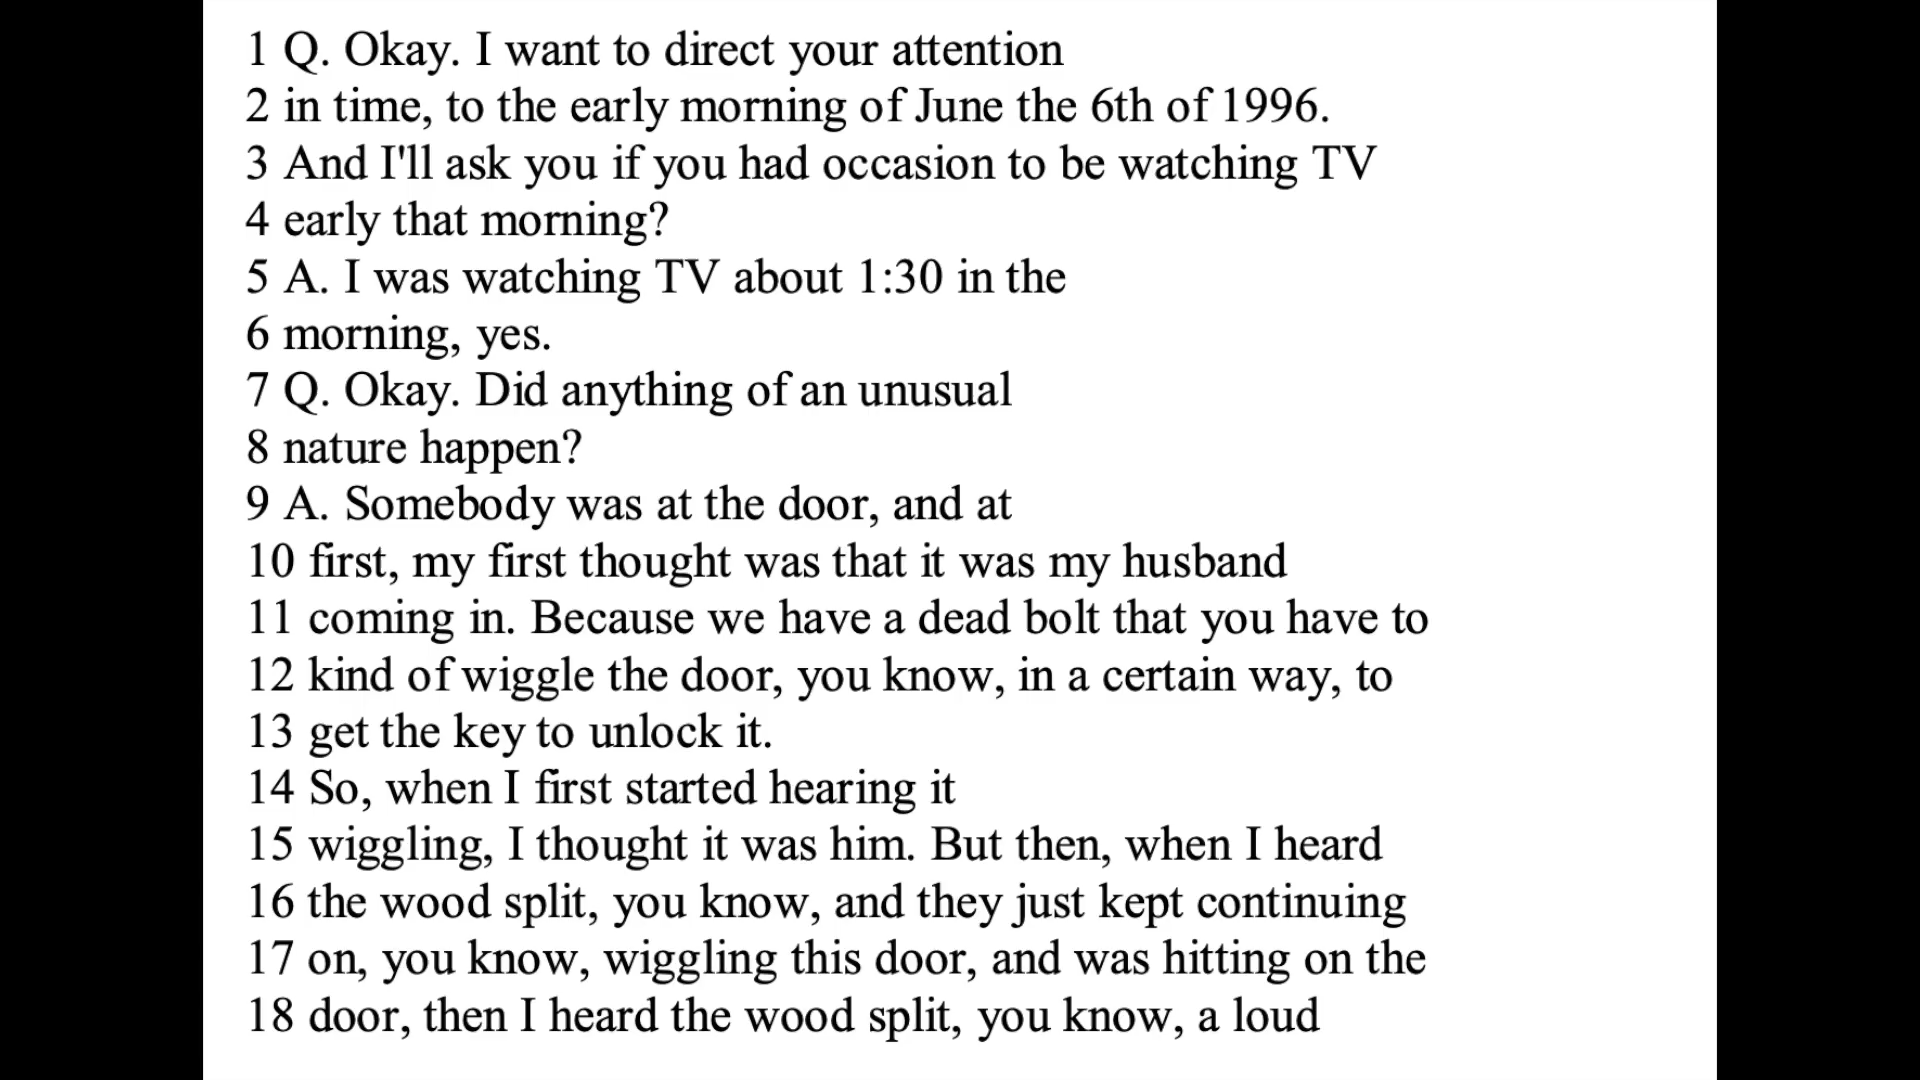 1 Q. Okay. I want to direct your attention
2 in time, to the early morning of June the 6th of 1996.
3 And I'll ask you if you had occasion to be watching TV
4 early that morning?
5 A. I was watching TV about 1:30 in the
6 morning, yes.
7 Q. Okay. Did anything of an unusual
8 nature happen?
9 A. Somebody was at the door, and at
10 first, my first thought was that it was my husband
11 coming in. Because we have a dead bolt that you have to
12 kind of wiggle the door, you know, in a certain way, to
13 get the key to unlock it.
14 So, when I first started hearing it
15 wiggling, I thought it was him. But then, when I heard
16 the wood split, you know, and they just kept continuing
17 on, you know, wiggling this door, and was hitting on the
18 door, then I heard the wood split, you know, a loud